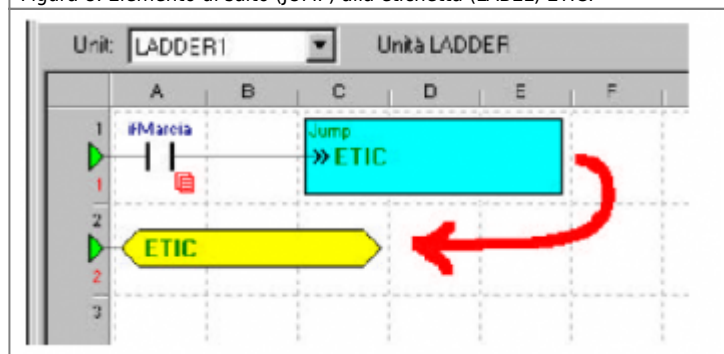 Figura 6: Elemento di salto (JUMP) alla etichetta (LABEL) ETIC.
Unit: LADDER1 Unità LADDER
A B C D E F
1 ifMarcia Jump
» ETIC
1
2
ETIC
2
3